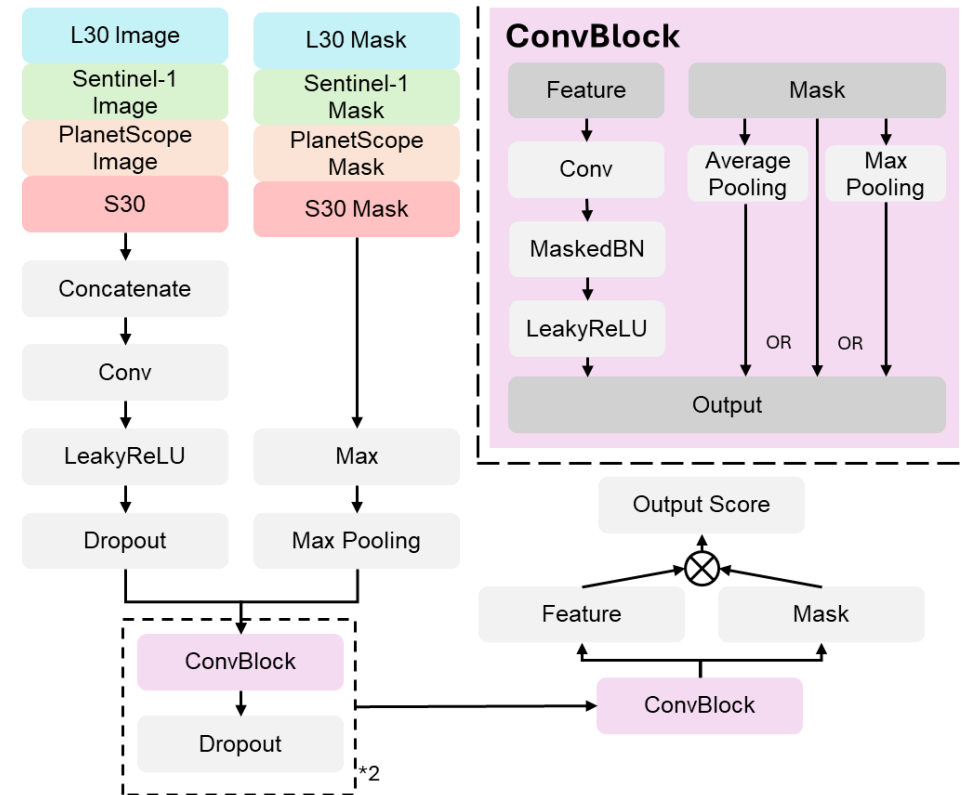 L30 Image
Sentinel-1
Image
PlanetScope
Image
S30
Concatenate
Conv
LeakyReLU
Dropout
L30 Mask
Sentinel-1
Mask
PlanetScope
Mask
S30 Mask
Max
Max Pooling
ConvBlock
Dropout
*2
ConvBlock
Feature
Mask
Output Score
ConvBlock
Feature
Conv
MaskedBN
LeakyReLU
Mask
Average
Pooling
Max
Pooling
OR
OR
Output